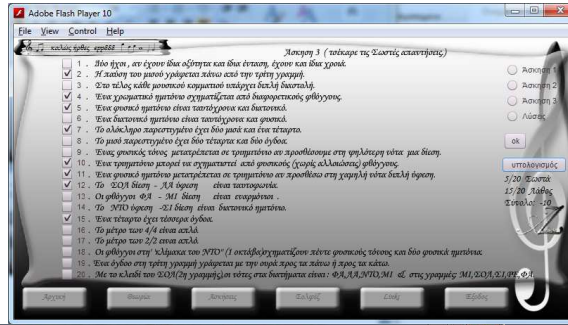 Adobe Flash Player 10
File View Control Help
καλώς ήρθες app888
Άσκηση 3 ( τσέκαρε τις Σωστές απαντήσεις.)
1 . Δύο ήχοι , αν έχουν ίδια οξύτητα και ίδια ένταση, έχουν και ίδια χροιά.
2 . Η παύση του μισού γράφεται πάνω από την τρίτη γραμμή.
3 . Στο τέλος κάθε μουσικού κομματιού υπάρχει διπλή διαστολή.
4 . Ένα χρωματικό ημιτόνιο σχηματίζεται από διαφορετικούς φθόγγους.
5 . Ένα φυσικό ημιτόνιο είναι ταυτόχρονα και διατονικό.
6 . Ένα διατονικό ημιτόνιο είναι ταυτόχρονα και φυσικό.
7 . Το ολόκληρο παρεστιγμένο έχει δύο μισά και ένα τέταρτο.
8 . Το μισό παρεστιγμένο έχει δύο τέταρτα και δύο όγδοα.
9 . Ένας φυσικός τόνος μετατρέπεται σε τριημιτόνιο αν προσθέσουμε στη ψηλότερη νότα μια δίεση.
10 . Ένα τριημιτόνιο μπορεί να σχηματιστεί από φυσικούς (χωρίς αλλοιώσεις) φθόγγους.
11 . Ένα φυσικό ημιτόνιο μετατρέπεται σε τριημιτόνιο αν προσθέσω στη χαμηλή νότα διπλή ύφεση.
12 . Το ΣΟΛ δίεση - ΛΑ ύφεση είναι ταυτοφωνία.
13 . Οι φθόγγοι ΦΑ - ΜΙ δίεση είναι εναρμόνιοι .
14 . Το ΝΤΟ ύφεση -ΣΙ δίεση είναι διατονικό ημιτόνιο.
15 . Ένα τέταρτο έχει τέσσερα όγδοα.
16 . Το μέτρο των 4/4 είναι απλό.
17 . Το μέτρο των 2/2 ειναι απλό.
18 . Οι φθόγγοι στην' κλίμακα του ΝΤΟ" (1 οκτάβα)σχηματίζουν πέντε φυσικούς τόνους και δύο φυσικά ημιτόνια.
19 . Ένα όγδοο στη τρίτη γραμμή γράφεται με την ουρά προς τα πάνω ή προς τα κάτω.
20 . Με το κλειδί του ΣΟΛ(2η γραμμής),οι νότες στα διατήματα είναι: ΦΑ,ΛΑ,ΝΤΟ,ΜΙ & στις γραμμές: ΜΙ,ΣΟΛ,ΣΙ,ΡΕ,ΦΑ
Άσκηση 1
Άσκηση 2
Άσκηση 3
Λύσεις
ok
υπολογισμός
5/20 Σωστά
15/20 Λάθος
Σύνολο: -10
Αρχική Θεωρία Ασκήσεις Σολφέζ Links Έξοδος